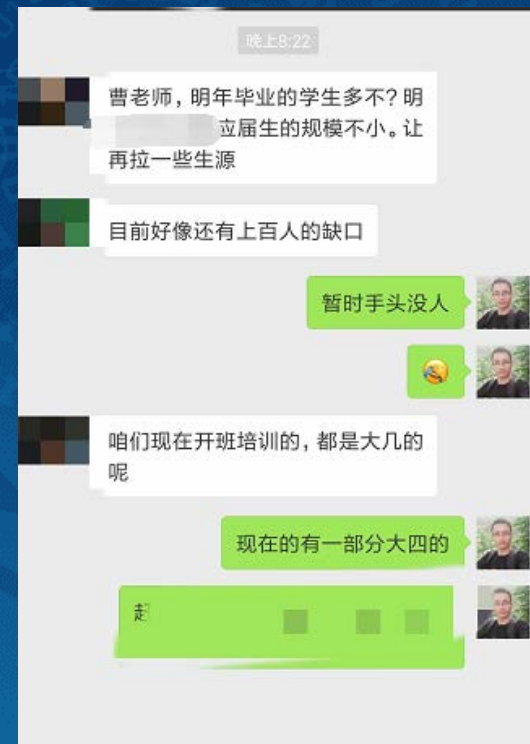 晚上8:22
曹老师，明年毕业的学生多不？明
应届生的规模不小。让
再拉一些生源
目前好像还有上百人的缺口
暂时手头没人
咱们现在开班培训的，都是大几的
呢
现在的有一部分大四的